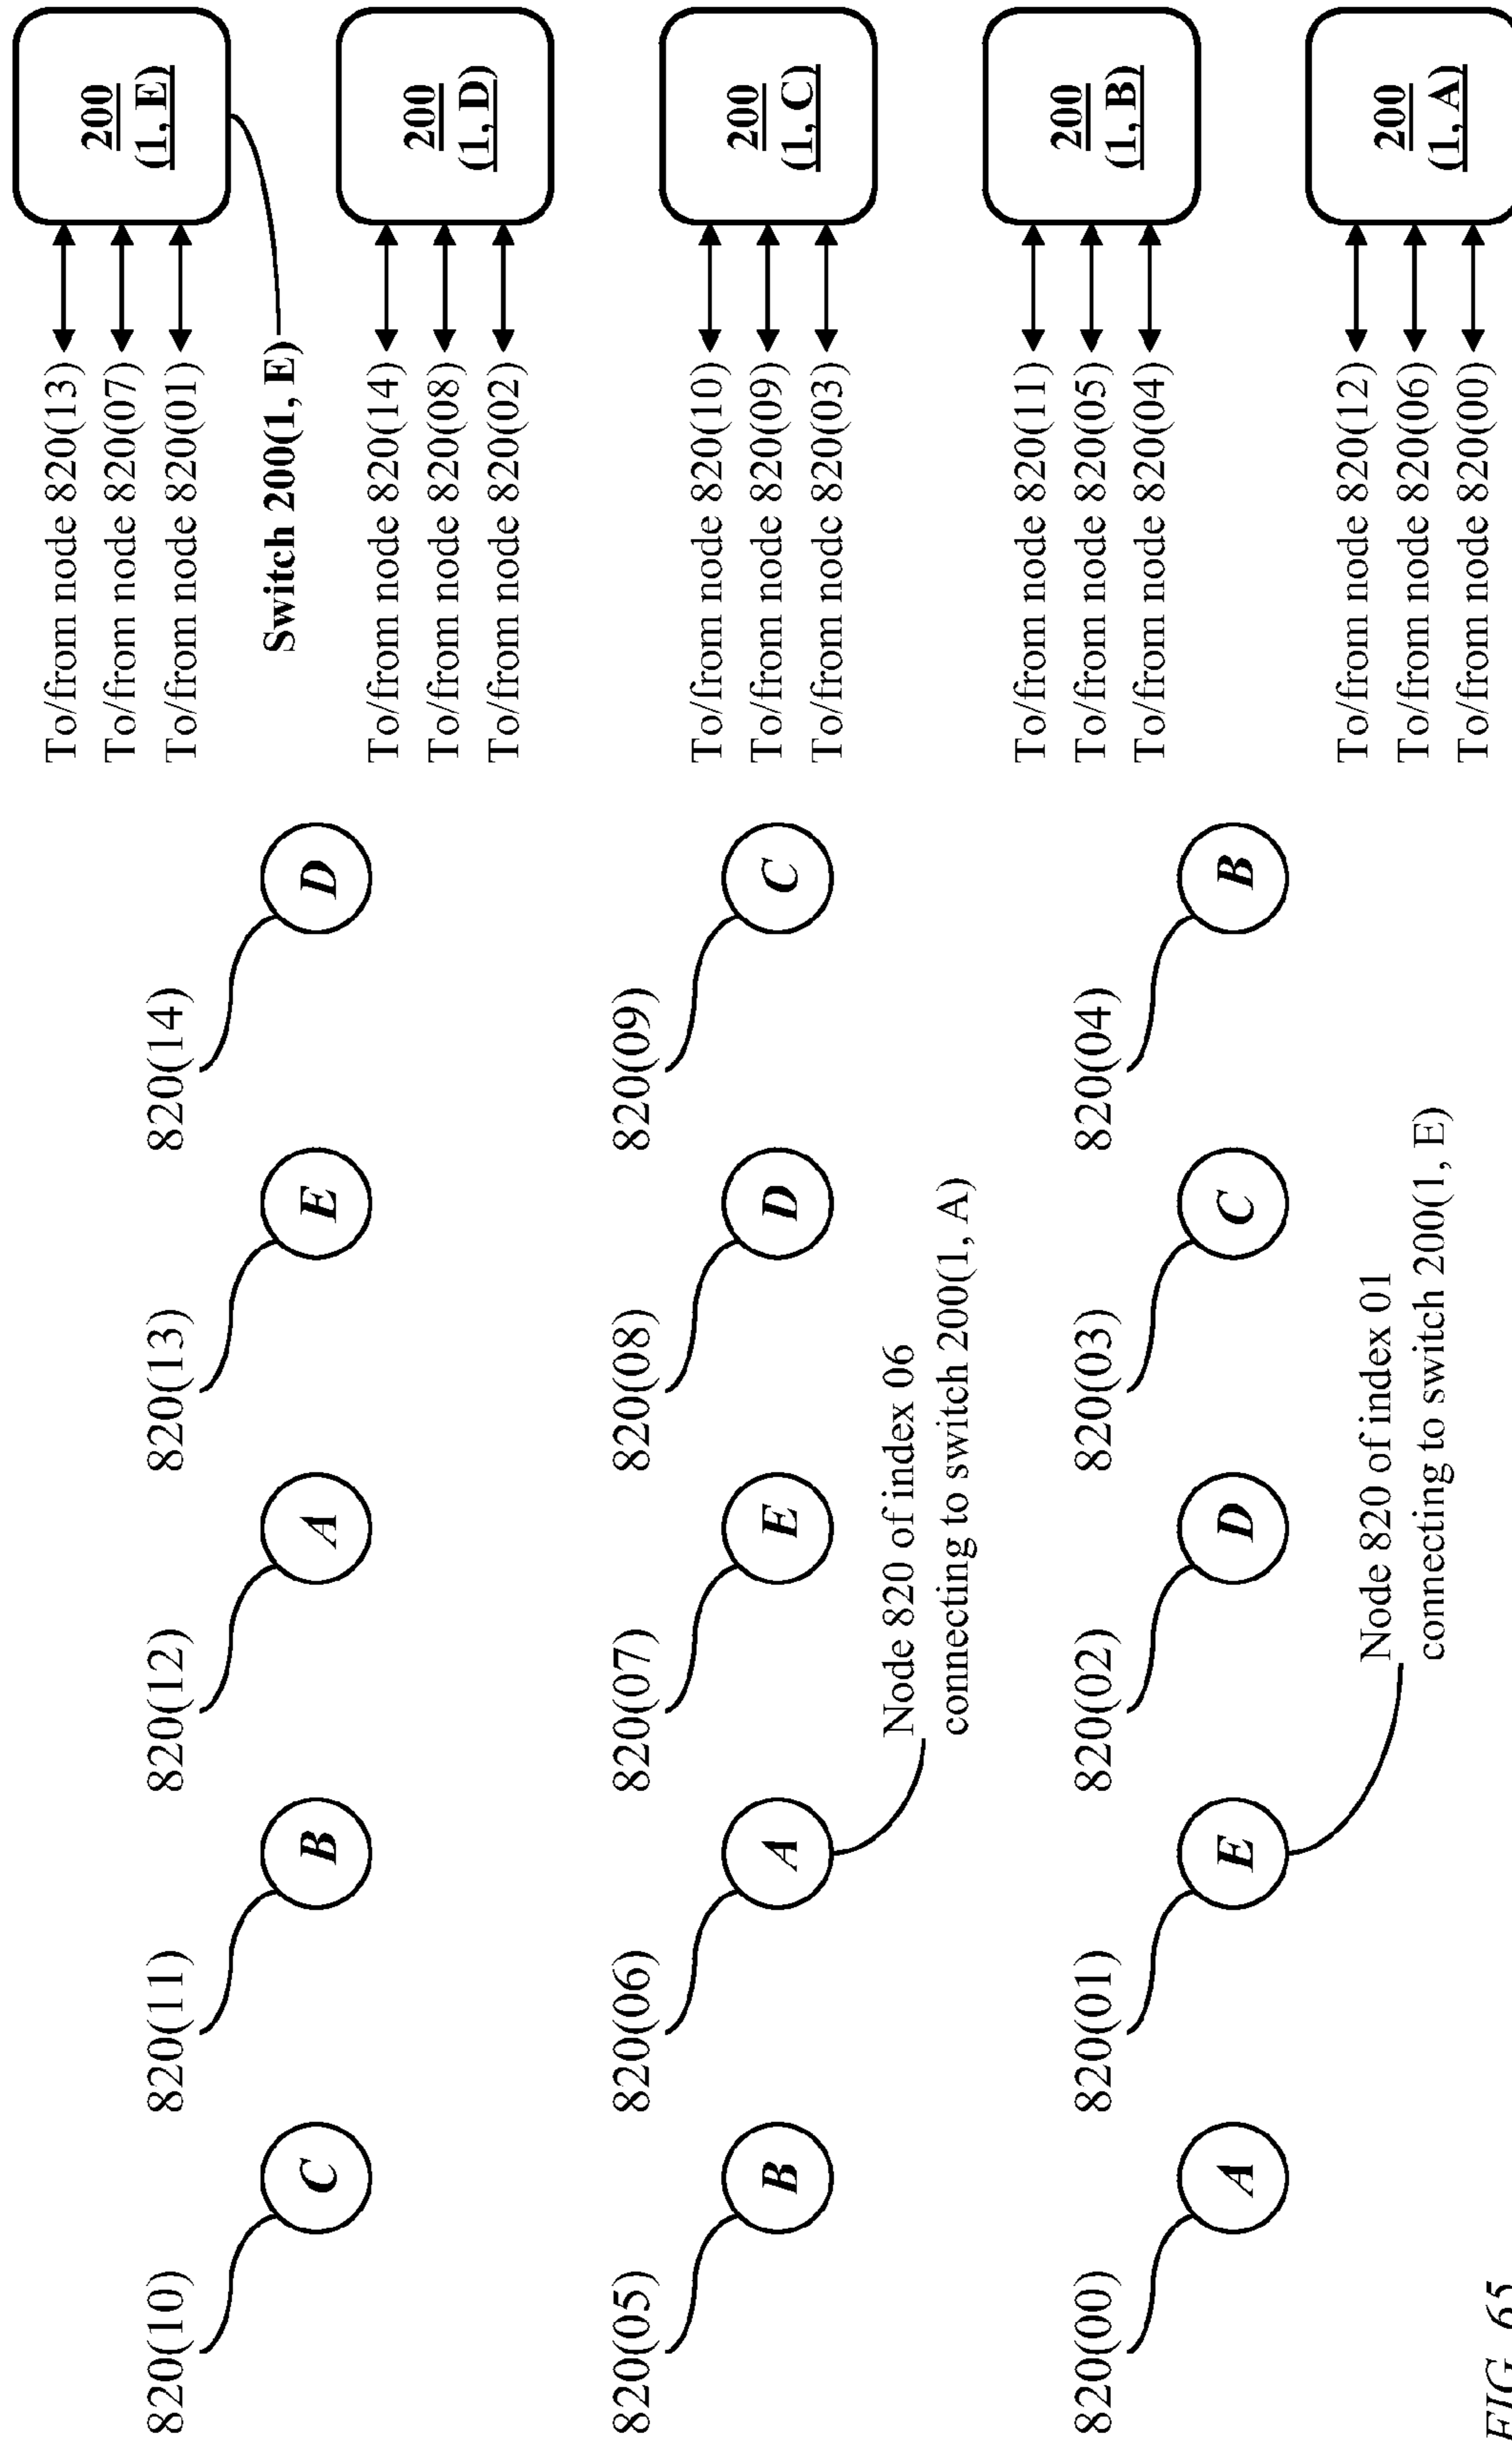 820(10)
820(11)
820(12)
820(13)
820(14)
C
B
A
E
D
820(05)
820(06)
820(07)
820(08)
820(09)
B
A
E
D
C
Node 820 of index 06
connecting to switch 200(1, A)
820(00)
820(01)
820(02)
820(03)
820(04)
A
E
D
C
B
Node 820 of index 01
connecting to switch 200(1, E)
To/from node 820(13)
To/from node 820(07)
To/from node 820(01)
200
(1, E)
Switch 200(1, E)
To/from node 820(14)
To/from node 820(08)
To/from node 820(02)
200
(1, D)
To/from node 820(10)
To/from node 820(09)
To/from node 820(03)
200
(1, C)
To/from node 820(11)
To/from node 820(05)
To/from node 820(04)
200
(1, B)
To/from node 820(12)
To/from node 820(06)
To/from node 820(00)
200
(1, A)
FIG. 65